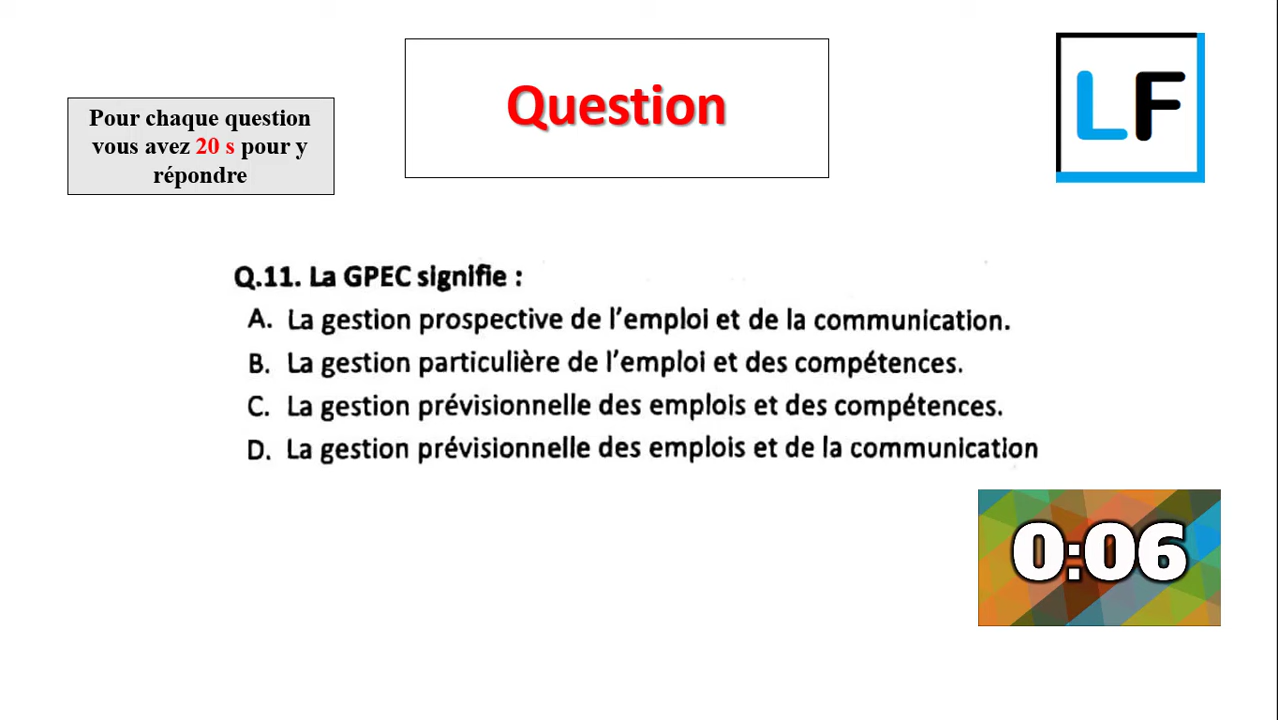 Question
LF
Pour chaque question
vous avez 20 s pour y
répondre
Q.11. La GPEC signifie :
A. La gestion prospective de l'emploi et de la communication.
B. La gestion particulière de l'emploi et des compétences.
C. La gestion prévisionnelle des emplois et des compétences.
D. La gestion prévisionnelle des emplois et de la communication
0:06